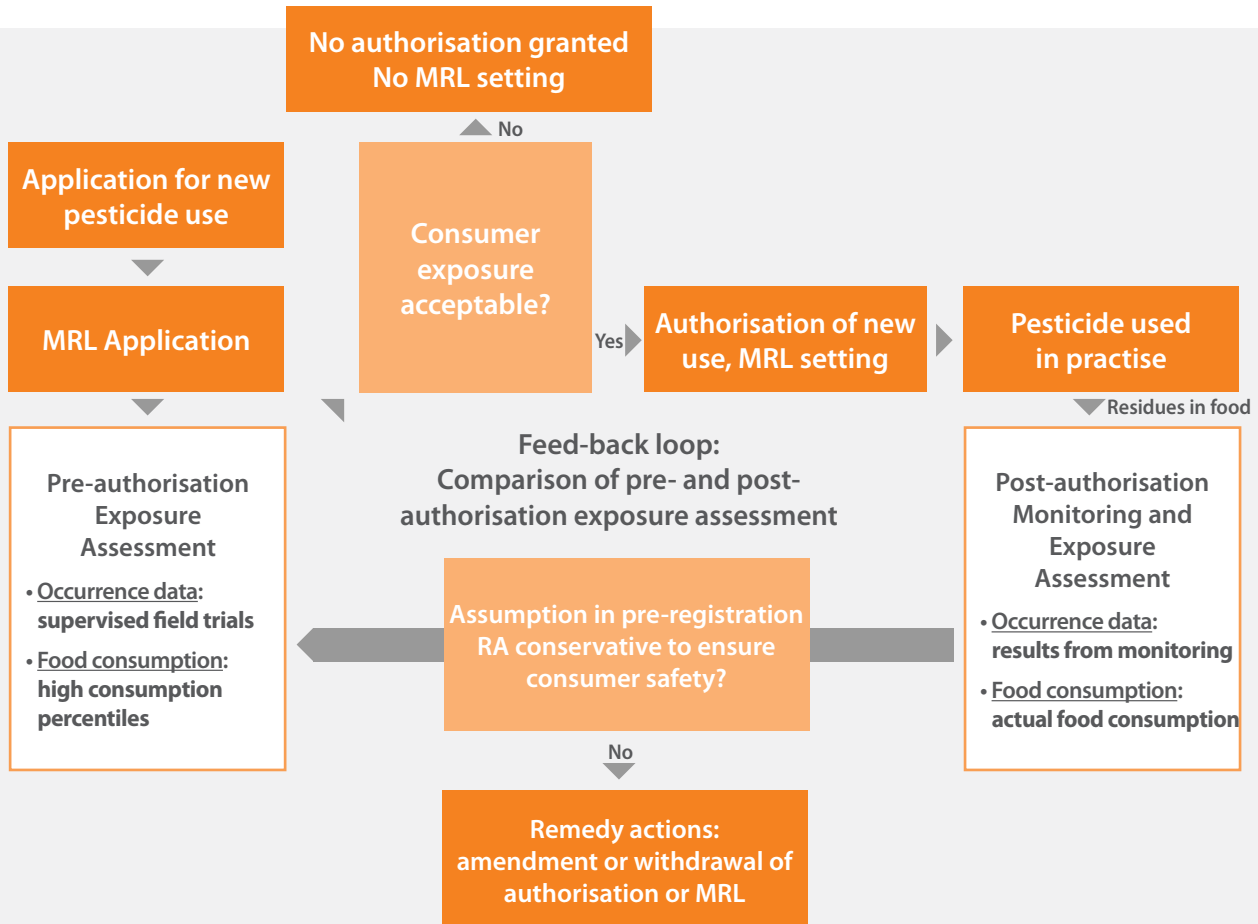 No authorisation granted
No MRL setting
No
Application for new
pesticide use
Consumer
exposure
acceptable?
MRL Application
Yes
Authorisation of new
use, MRL setting
Pesticide used
in practise
Residues in food
Pre-authorisation
Exposure
Assessment
• Occurrence data:
supervised field trials
• Food consumption:
high consumption
percentiles
Feed-back loop:
Comparison of pre- and post-
authorisation exposure assessment
Assumption in pre-registration
RA conservative to ensure
consumer safety?
Post-authorisation
Monitoring and
Exposure
Assessment
• Occurrence data:
results from monitoring
• Food consumption:
actual food consumption
No
Remedy actions:
amendment or withdrawal of
authorisation or MRL